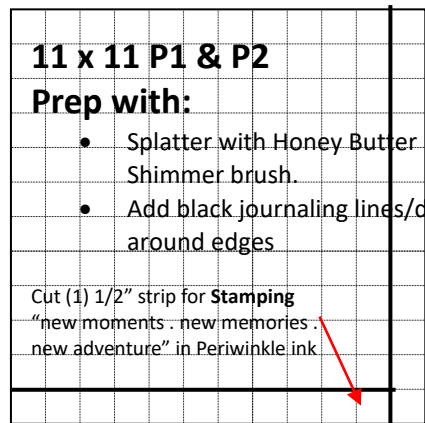 11 x 11 P1 & P2
Prep with:
• Splatter with Honey Butter
Shimmer brush.
• Add black journaling lines/d
around edges
Cut (1) 1/2” strip for Stamping
“new moments . new memories .
new adventure” in Periwinkle ink